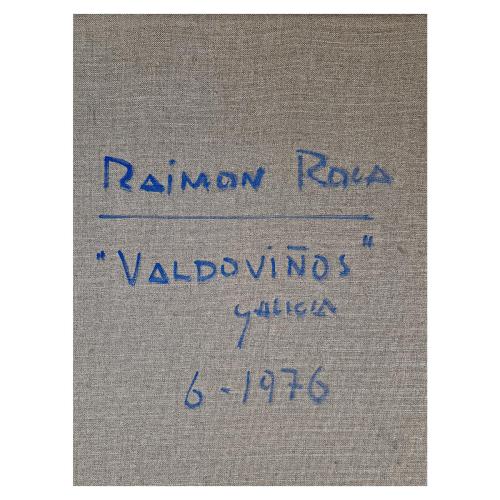 RAIMON ROCA
"VALDOVIÑOS"
GALICIA
6-1976